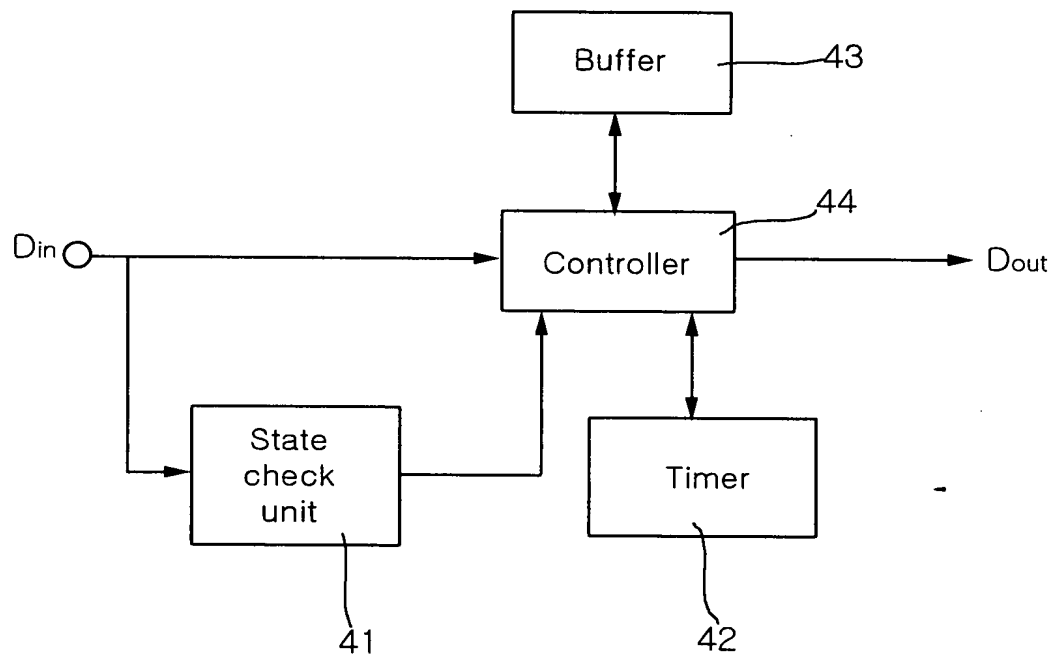 Buffer
43
44
Din
Controller
Dout
State
check
unit
Timer
41
42